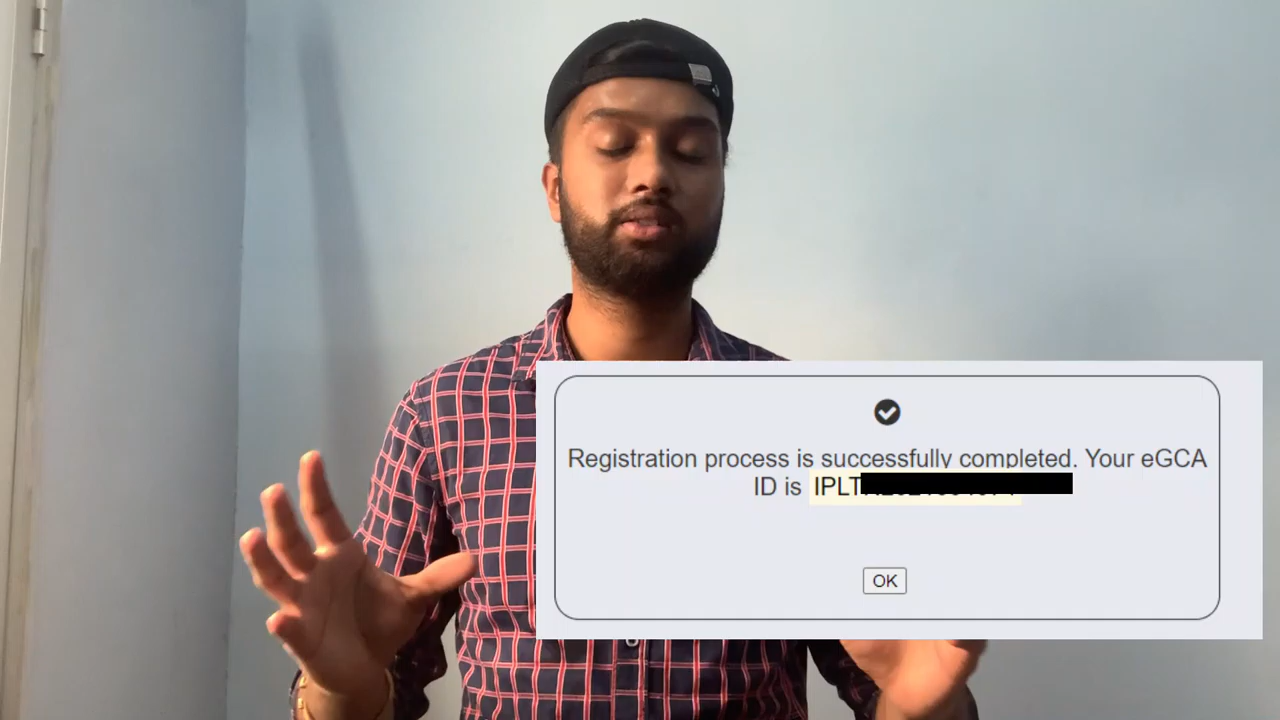 Registration process is successfully completed. Your eGCA
ID is IPLT
OK